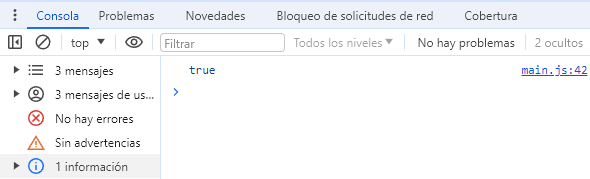 Consola Problemas Novedades Bloqueo de solicitudes de red Cobertura
top Filtrar Todos los niveles No hay problemas 2 ocultos
3 mensajes
3 mensajes de us...
No hay errores
Sin advertencias
1 información
true main.js:42